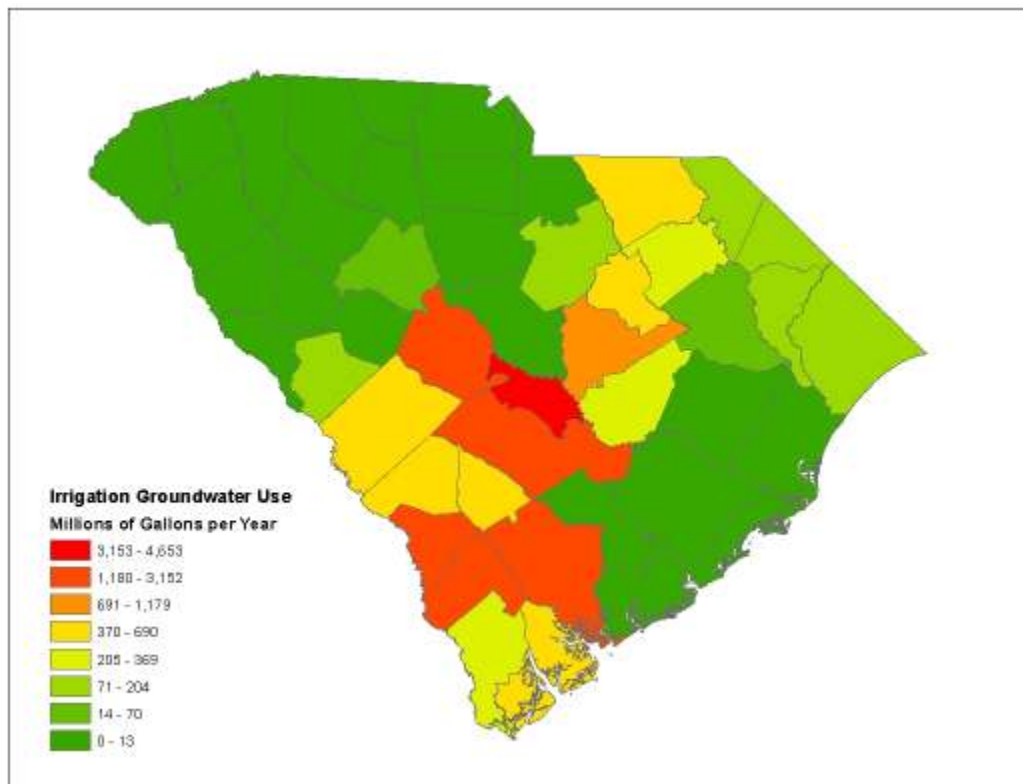 Irrigation Groundwater Use
Millions of Gallons per Year
3,153 - 4,653
1,180 - 3,152
691 - 1,179
370 - 690
205 - 369
71 - 204
14 - 70
0 - 13